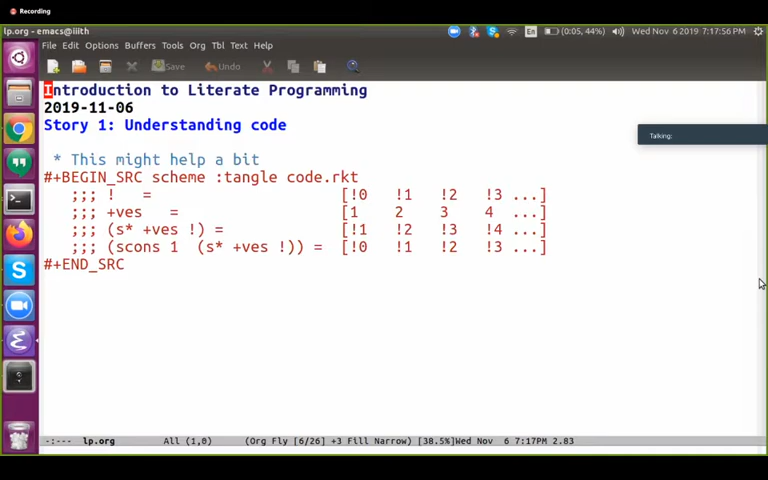 Recording
lp.org - emacs@iiith
En
(0:05, 44%)
Wed Nov 6 2019 7:17:56 PM
File Edit Options Buffers Tools Org Tbl Text Help
Save
Undo
Introduction to Literate Programming
2019-11-06
Story 1: Understanding code
Talking:
* This might help a bit
#+BEGIN_SRC scheme :tangle code.rkt
;;; ! = [!0 !1 !2 !3 ...]
;;; +ves = [1 2 3 4 ...]
;;; (s* +ves !) = [!1 !2 !3 !4 ...]
;;; (scons 1 (s* +ves !)) = [!0 !1 !2 !3 ...]
#+END_SRC
-:--- lp.org All (1,0) (Org Fly [6/26] +3 Fill Narrow) [38.5%]Wed Nov 6 7:17PM 2.83